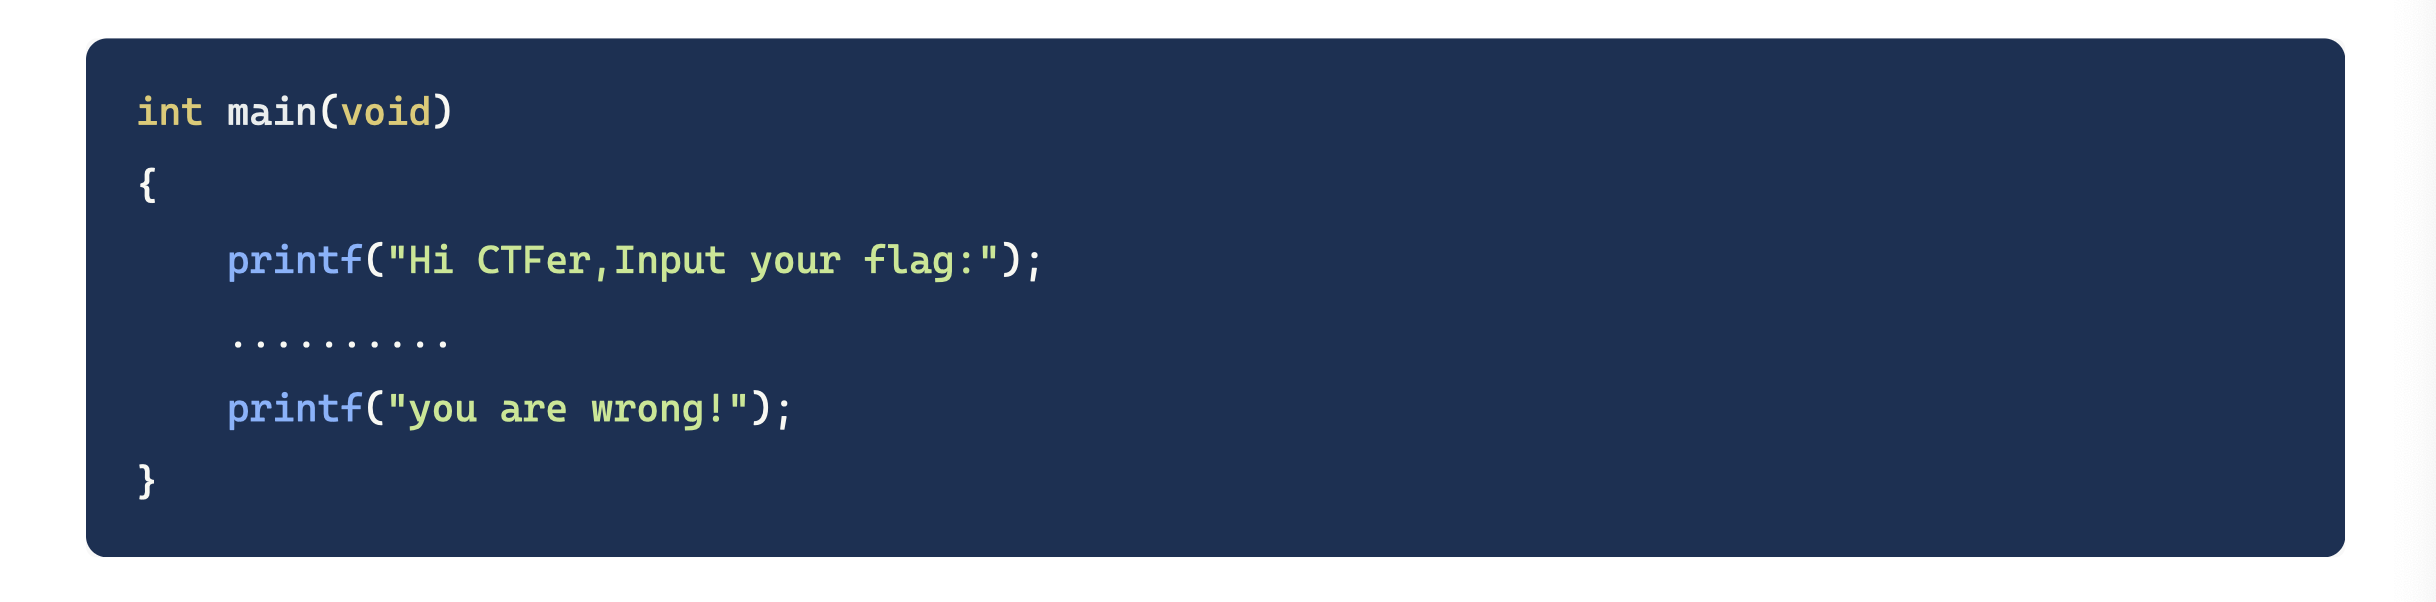 int main(void)
{
    printf("Hi CTFer,Input your flag:");
    ..........
    printf("you are wrong!");
}